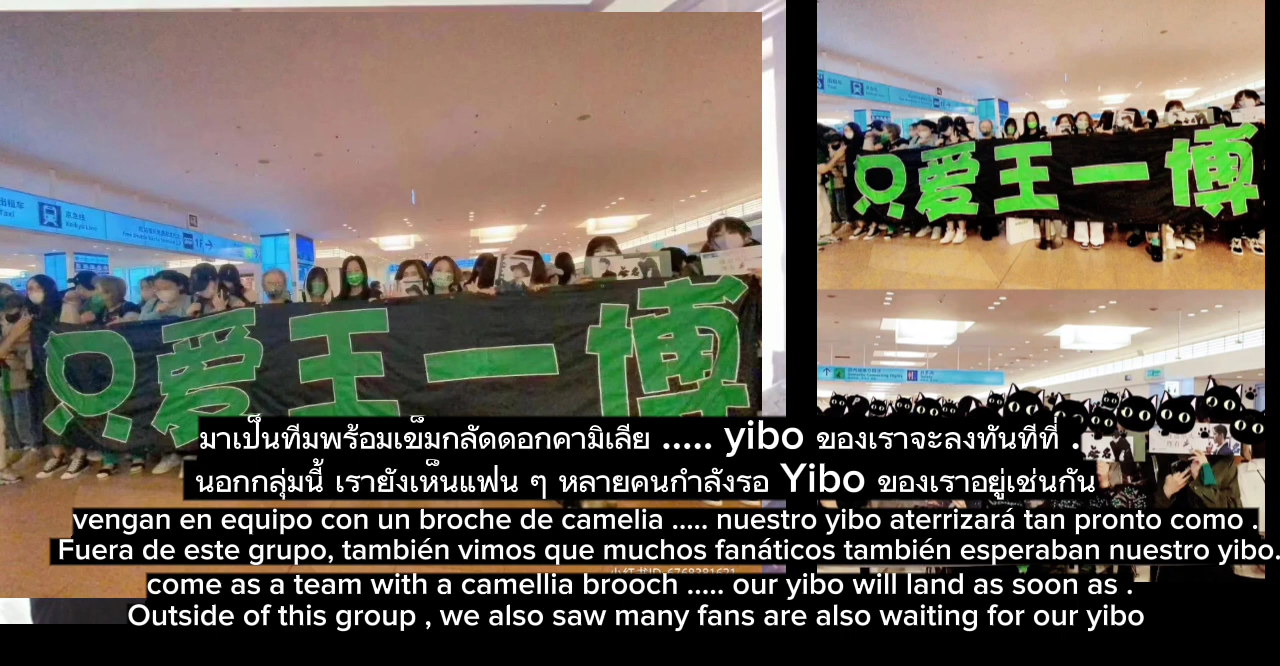 只爱王一博
只爱王一博
มาเป็นทีมพร้อมเข็มกลัดดอกคามิเลีย ..... yibo ของเราจะลงทันทีที่ .
นอกกลุ่มนี้ เรายังเห็นแฟน ๆ หลายคนกำลังรอ Yibo ของเราอยู่เช่นกัน
vengan en equipo con un broche de camelia ..... nuestro yibo aterrizará tan pronto como .
Fuera de este grupo, también vimos que muchos fanáticos también esperaban nuestro yibo.
come as a team with a camellia brooch ..... our yibo will land as soon as .
Outside of this group , we also saw many fans are also waiting for our yibo